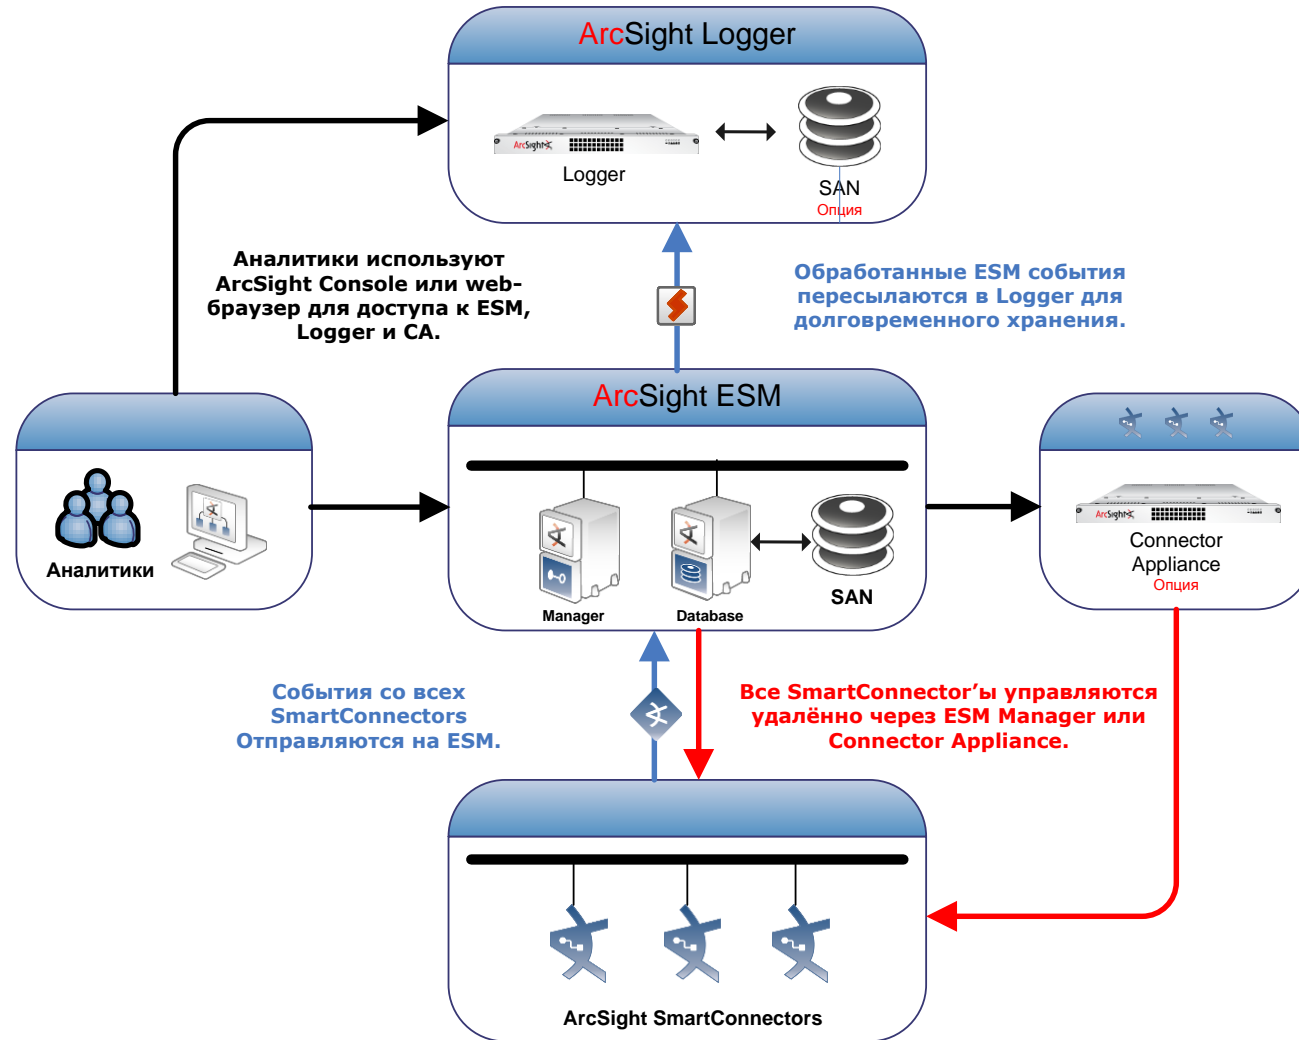 ArcSight Logger
ArcSight
Logger
SAN
Опция
Аналитики используют
ArcSight Console или web-
браузер для доступа к ESM,
Logger и CA.
Обработанные ESM события
пересылаются в Logger для
долговременного хранения.
ArcSight ESM
Аналитики
Manager
Database
SAN
ArcSight
Connector
Appliance
Опция
События со всех
SmartConnectors
Отправляются на ESM.
Все SmartConnector’ы управляются
удалённо через ESM Manager или
Connector Appliance.
ArcSight SmartConnectors